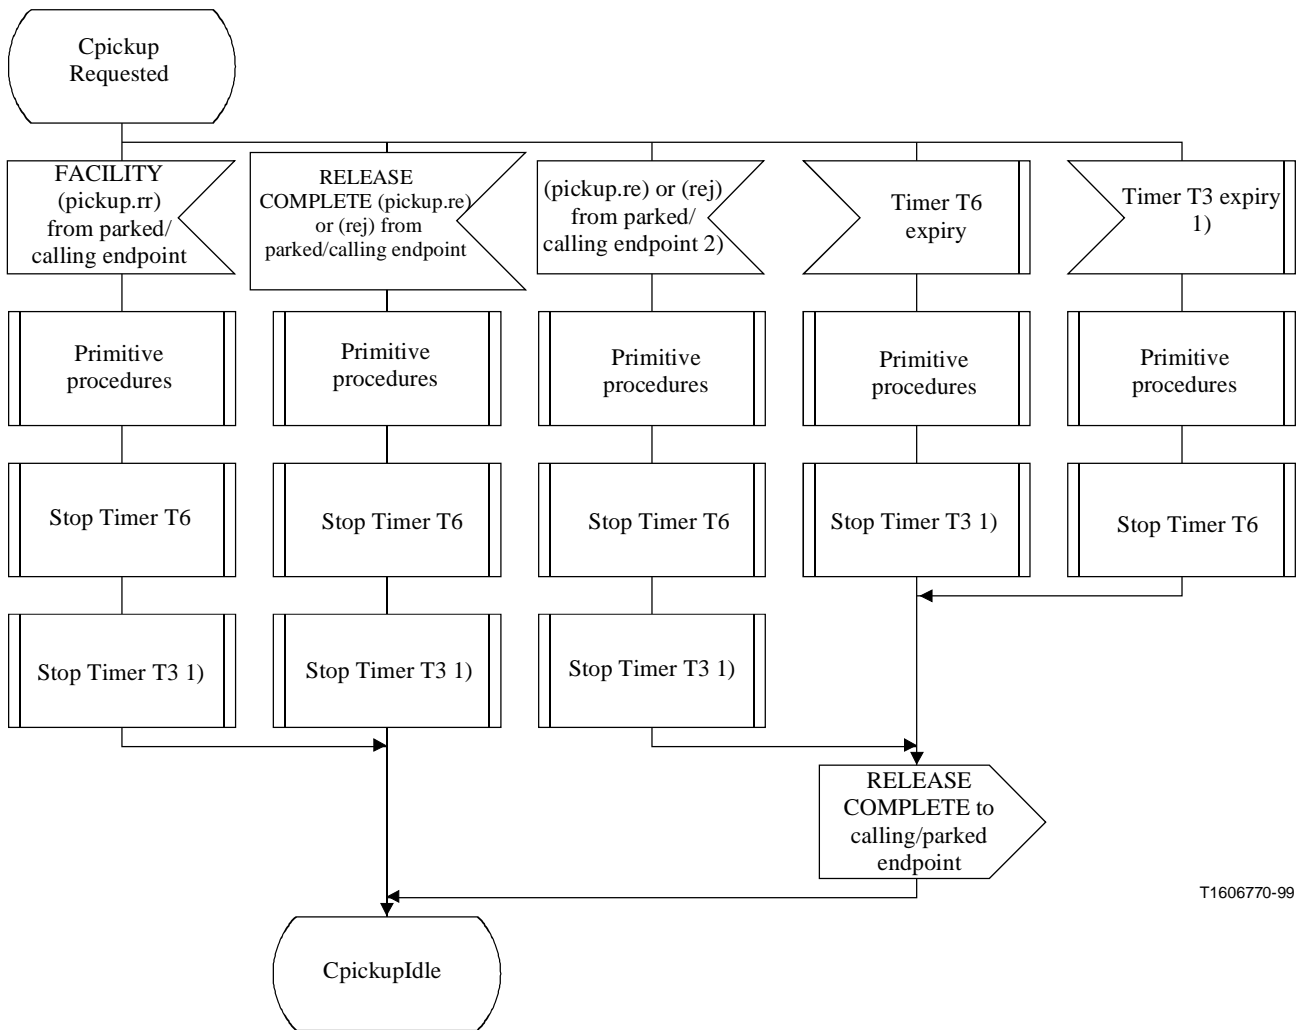 Cpickup
Requested
FACILITY
(pickup.rr)
from parked/
calling endpoint
RELEASE
COMPLETE (pickup.re)
or (rej) from
parked/calling endpoint
(pickup.re) or (rej)
from parked/
calling endpoint 2)
Timer T6
expiry
Timer T3 expiry
1)
Primitive
procedures
Primitive
procedures
Primitive
procedures
Primitive
procedures
Primitive
procedures
Stop Timer T6
Stop Timer T6
Stop Timer T6
Stop Timer T3 1)
Stop Timer T6
Stop Timer T3 1)
Stop Timer T3 1)
Stop Timer T3 1)
RELEASE
COMPLETE to
calling/parked
endpoint
T1606770-99
CpickupIdle